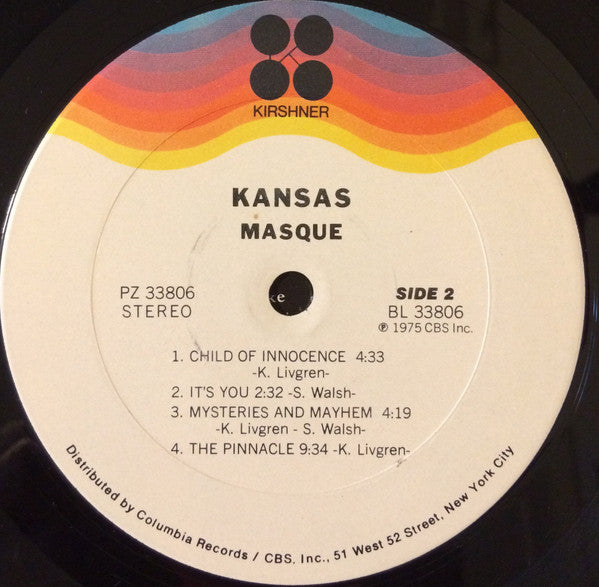 KIRSHNER
KANSAS
MASQUE
PZ 33806
STEREO
SIDE 2
BL 33806
℗ 1975 CBS Inc.
1. CHILD OF INNOCENCE 4:33
-K. Livgren-
2. IT'S YOU 2:32 -S. Walsh-
3. MYSTERIES AND MAYHEM 4:19
-K. Livgren - S. Walsh-
4. THE PINNACLE 9:34 -K. Livgren-
Distributed by Columbia Records / CBS, Inc., 51 West 52 Street, New York City